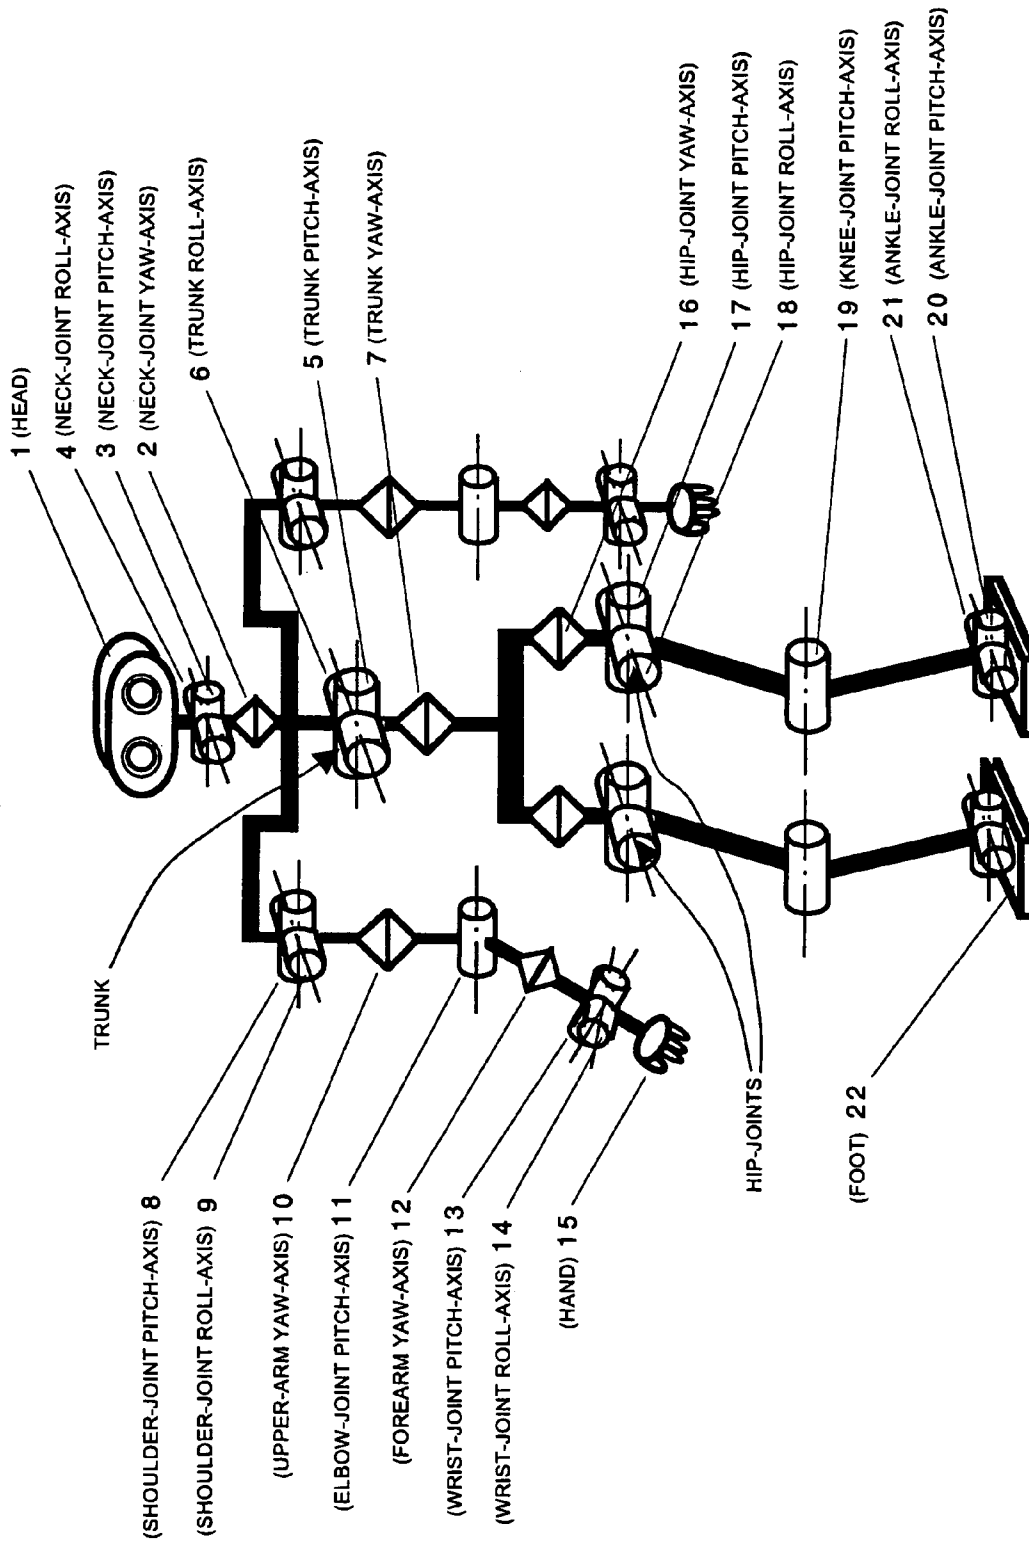 1 (HEAD)
4 (NECK-JOINT ROLL-AXIS)
3 (NECK-JOINT PITCH-AXIS)
2 (NECK-JOINT YAW-AXIS)
6 (TRUNK ROLL-AXIS)
5 (TRUNK PITCH-AXIS)
7 (TRUNK YAW-AXIS)
16 (HIP-JOINT YAW-AXIS)
17 (HIP-JOINT PITCH-AXIS)
18 (HIP-JOINT ROLL-AXIS)
19 (KNEE-JOINT PITCH-AXIS)
21 (ANKLE-JOINT ROLL-AXIS)
20 (ANKLE-JOINT PITCH-AXIS)
TRUNK
(SHOULDER-JOINT PITCH-AXIS) 8
(SHOULDER-JOINT ROLL-AXIS) 9
(UPPER-ARM YAW-AXIS) 10
(ELBOW-JOINT PITCH-AXIS) 11
(FOREARM YAW-AXIS) 12
(WRIST-JOINT PITCH-AXIS) 13
(WRIST-JOINT ROLL-AXIS) 14
(HAND) 15
HIP-JOINTS
(FOOT) 22